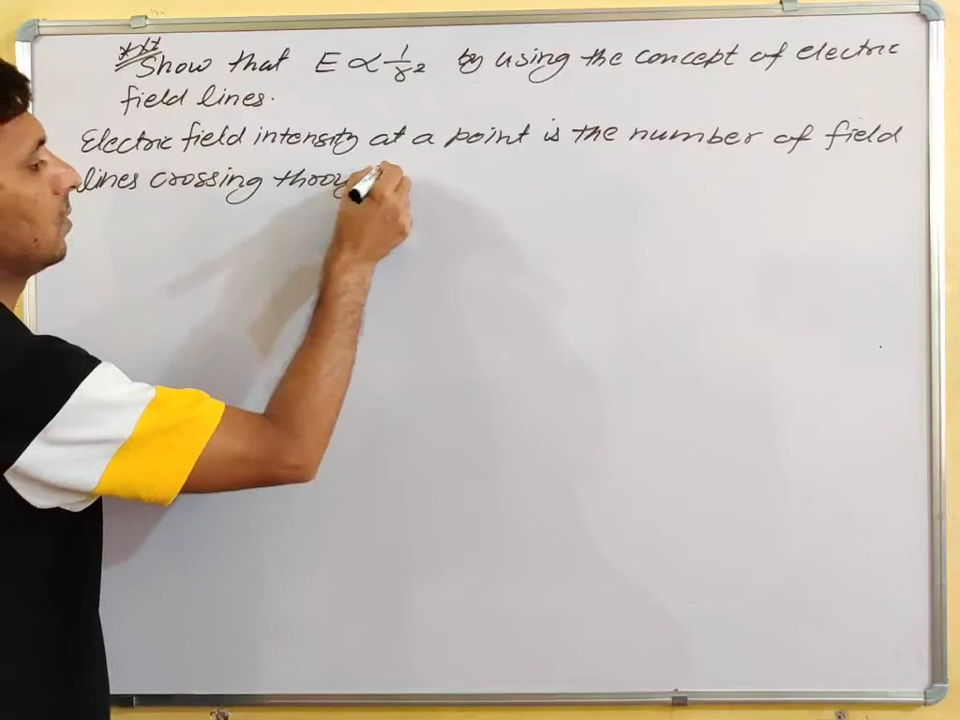 ***
Show that E ∝ 1/r² by using the concept of electric
field lines.
Electric field intensity at a point is the number of field
lines crossing throug